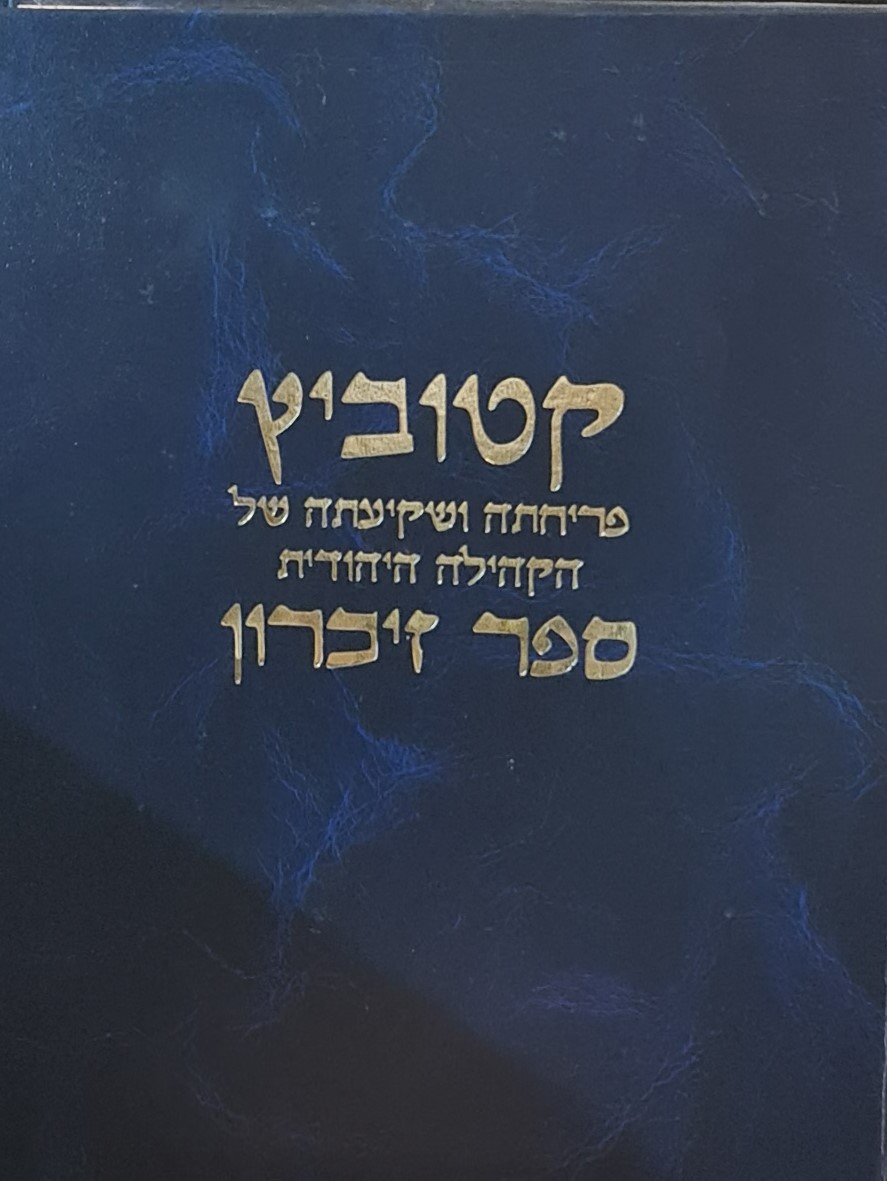 קטוביץ
פריחתה ושקיעתה של
הקהילה היהודית
ספר זיכרון